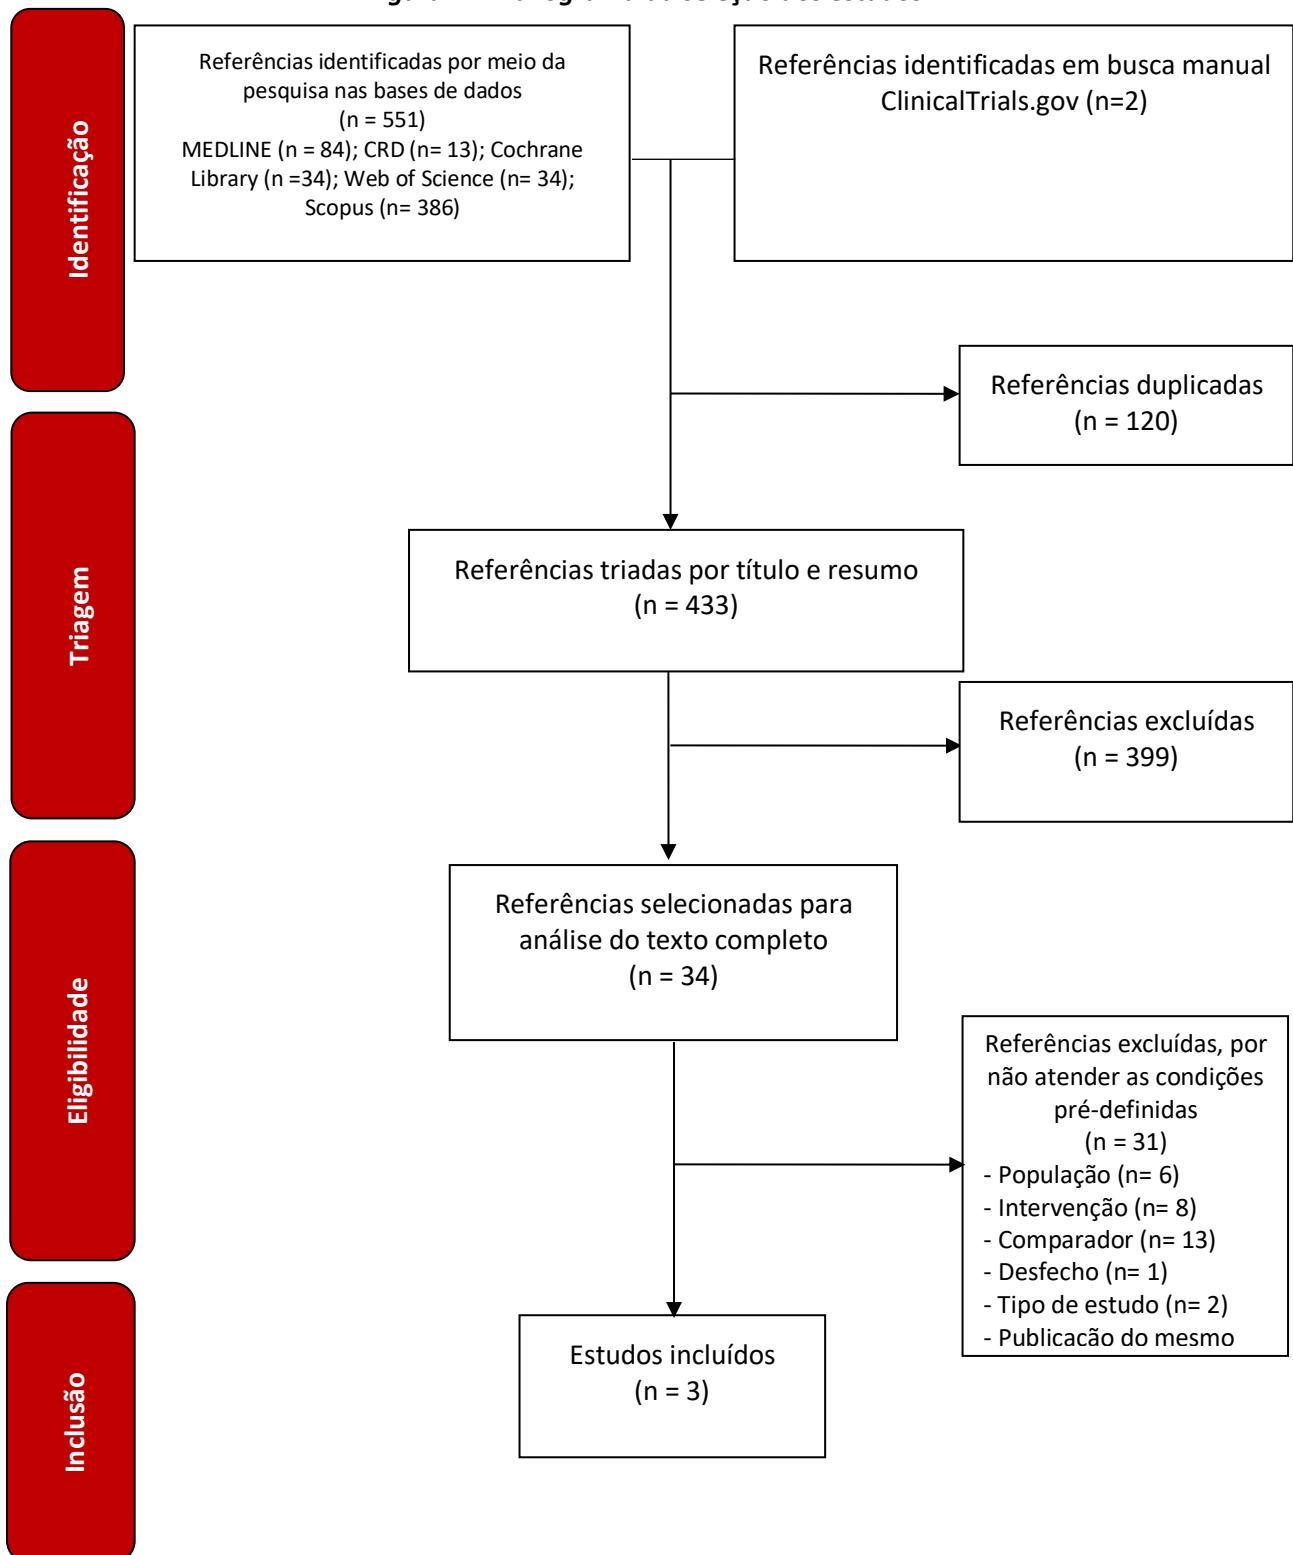 Identificação
Referências identificadas por meio da
pesquisa nas bases de dados
(n = 551)
MEDLINE (n = 84); CRD (n= 13); Cochrane
Library (n =34); Web of Science (n= 34);
Scopus (n= 386)
Referências identificadas em busca manual
ClinicalTrials.gov (n=2)
Referências duplicadas
(n = 120)
Triagem
Referências triadas por título e resumo
(n = 433)
Referências excluídas
(n = 399)
Eligibilidade
Referências selecionadas para
análise do texto completo
(n = 34)
Referências excluídas, por
não atender as condições
pré-definidas
(n = 31)
- População (n= 6)
- Intervenção (n= 8)
- Comparador (n= 13)
- Desfecho (n= 1)
- Tipo de estudo (n= 2)
- Publicação do mesmo
Inclusão
Estudos incluídos
(n = 3)